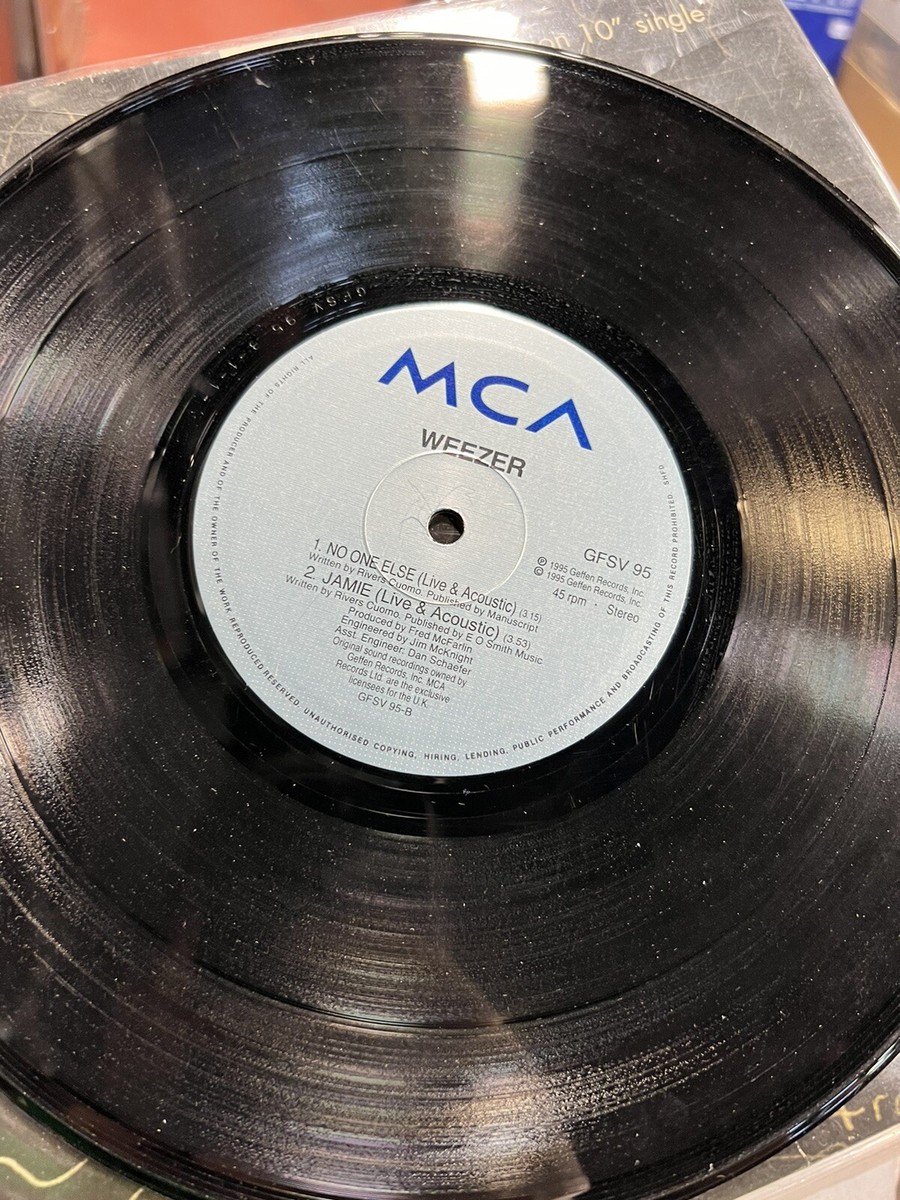 on 10" single
GFSV 95
MCA
WEEZER
1. NO ONE ELSE (Live & Acoustic) (3:15)
Written by Rivers Cuomo. Published by Manuscript
2. JAMIE (Live & Acoustic) (3:53)
Written by Rivers Cuomo. Published by E O Smith Music
Produced by Fred McFarlin
Engineered by Jim McKnight
Asst. Engineer: Dan Schaefer
Original sound recordings owned by
Geffen Records, Inc. MCA
Records Ltd. are the exclusive
licensees for the U.K
GFSV 95-B
GFSV 95
℗ 1995 Geffen Records, Inc.
© 1995 Geffen Records, Inc.
45 rpm · Stereo
ALL RIGHTS OF THE PRODUCER AND OF THE OWNER OF THE WORK REPRODUCED RESERVED. UNAUTHORISED COPYING, HIRING, LENDING, PUBLIC PERFORMANCE AND BROADCASTING OF THIS RECORD PROHIBITED.